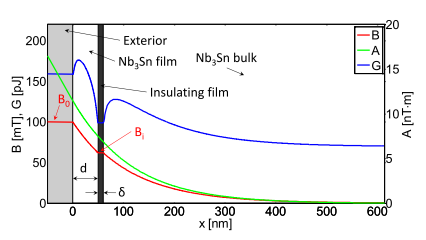 Exterior
Nb₃Sn film
Nb₃Sn bulk
Insulating film
B₀
Bᵢ
d
δ
B
A
G
B [mT], G [pJ]
0
50
100
150
200
A [nT·m]
0
5
10
15
20
0
100
200
300
400
500
600
x [nm]